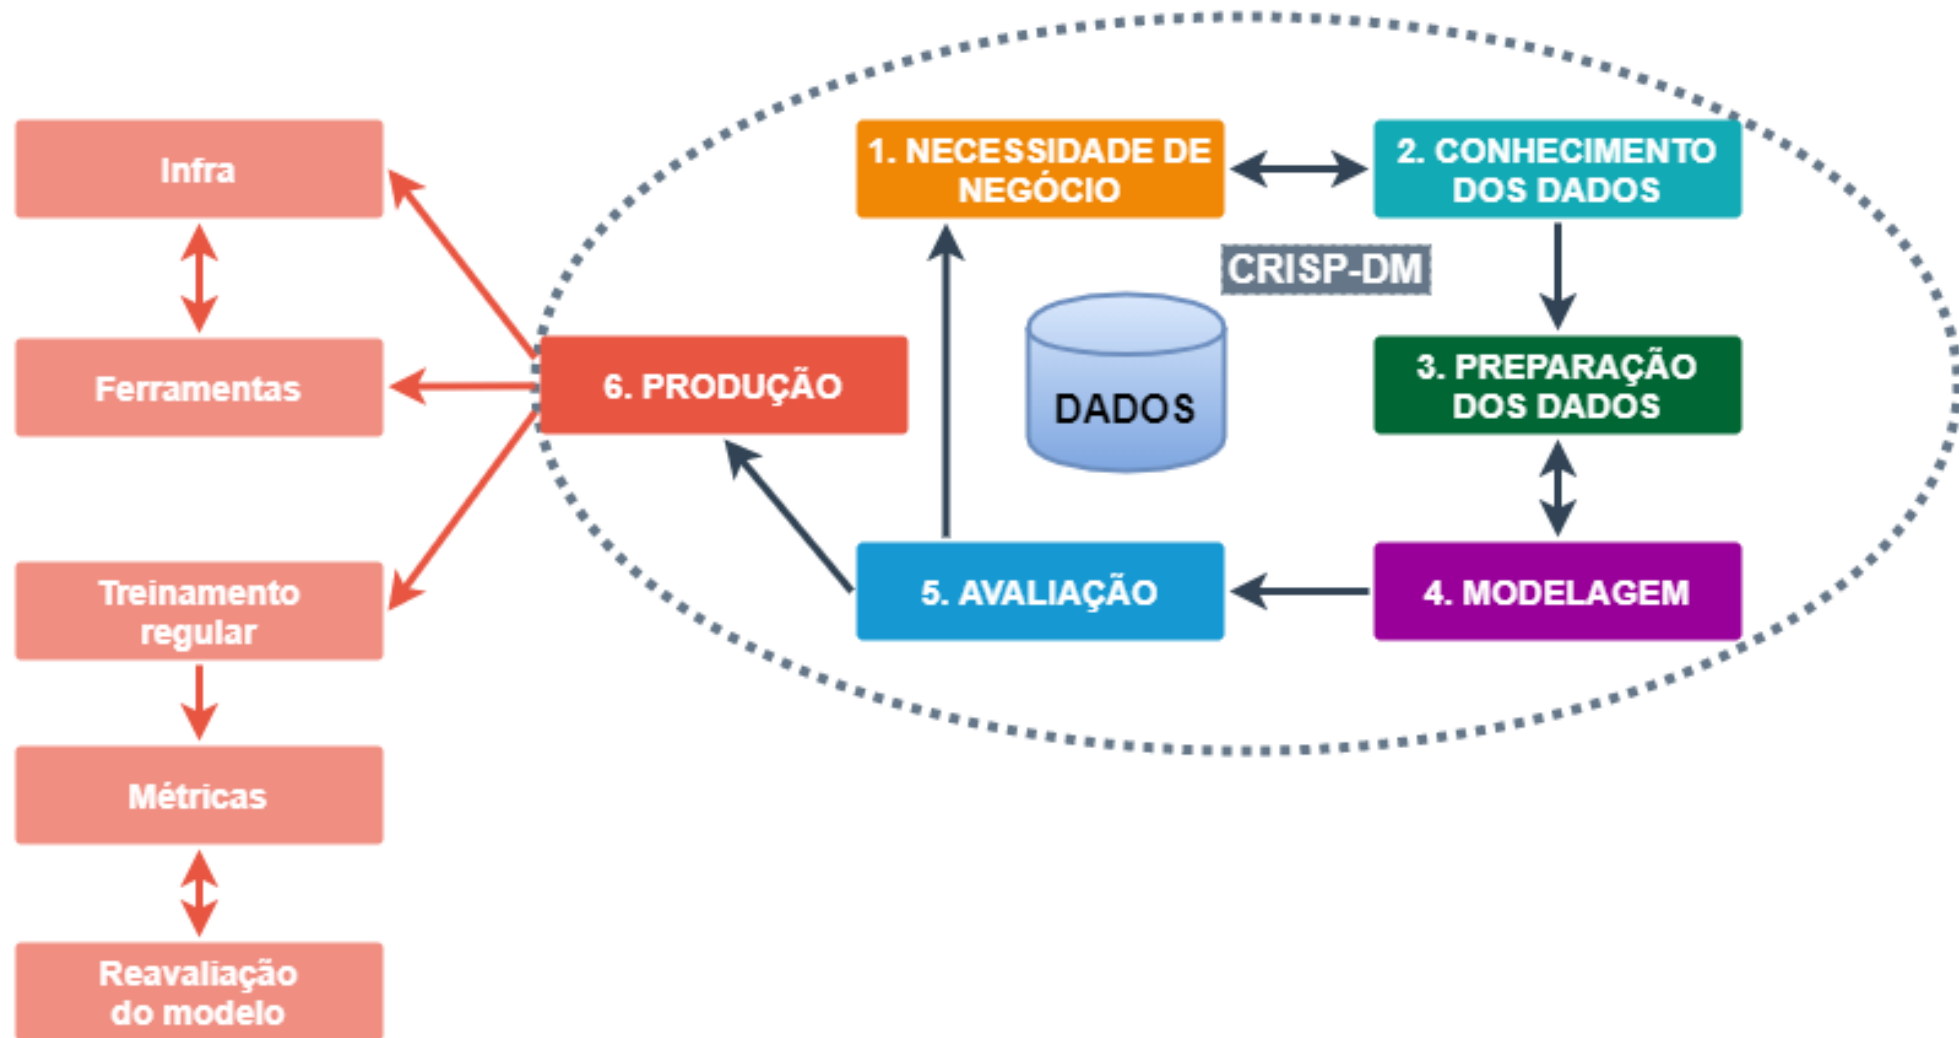 1. NECESSIDADE DE
NEGÓCIO
2. CONHECIMENTO
DOS DADOS
CRISP-DM
3. PREPARAÇÃO
DOS DADOS
DADOS
4. MODELAGEM
5. AVALIAÇÃO
6. PRODUÇÃO
Infra
Ferramentas
Treinamento
regular
Métricas
Reavaliação
do modelo